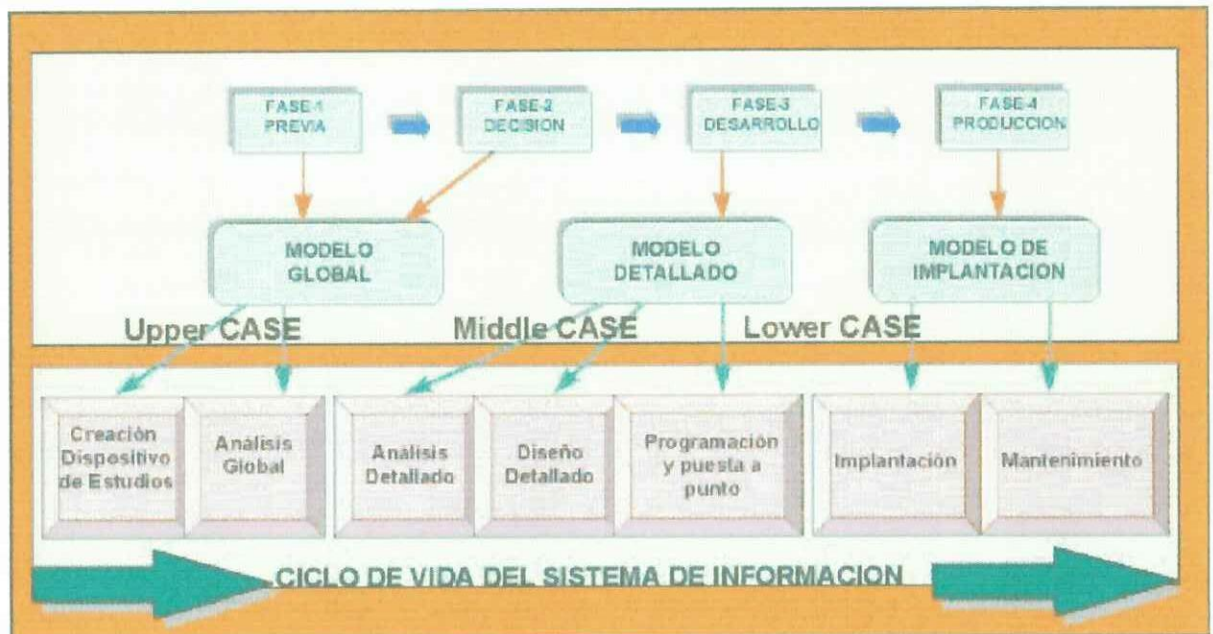 FASE-1
PREVIA
FASE-2
DECISION
FASE-3
DESARROLLO
FASE-4
PRODUCCION
MODELO
GLOBAL
MODELO
DETALLADO
MODELO DE
IMPLANTACION
Upper CASE
Middle CASE
Lower CASE
Creación
Dispositivo
de Estudios
Análisis
Global
Análisis
Detallado
Diseño
Detallado
Programación
y puesta a
punto
Implantación
Mantenimiento
CICLO DE VIDA DEL SISTEMA DE INFORMACION